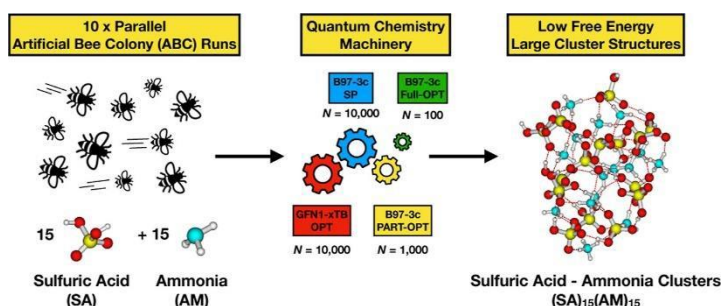 10 x Parallel
Artificial Bee Colony (ABC) Runs
Quantum Chemistry
Machinery
Low Free Energy
Large Cluster Structures
B97-3c
SP
N = 10,000
B97-3c
Full-OPT
N = 100
GFN1-xTB
OPT
N = 10,000
B97-3c
PART-OPT
N = 1,000
15
+ 15
Sulfuric Acid
(SA)
Ammonia
(AM)
Sulfuric Acid - Ammonia Clusters
(SA)₁₅(AM)₁₅